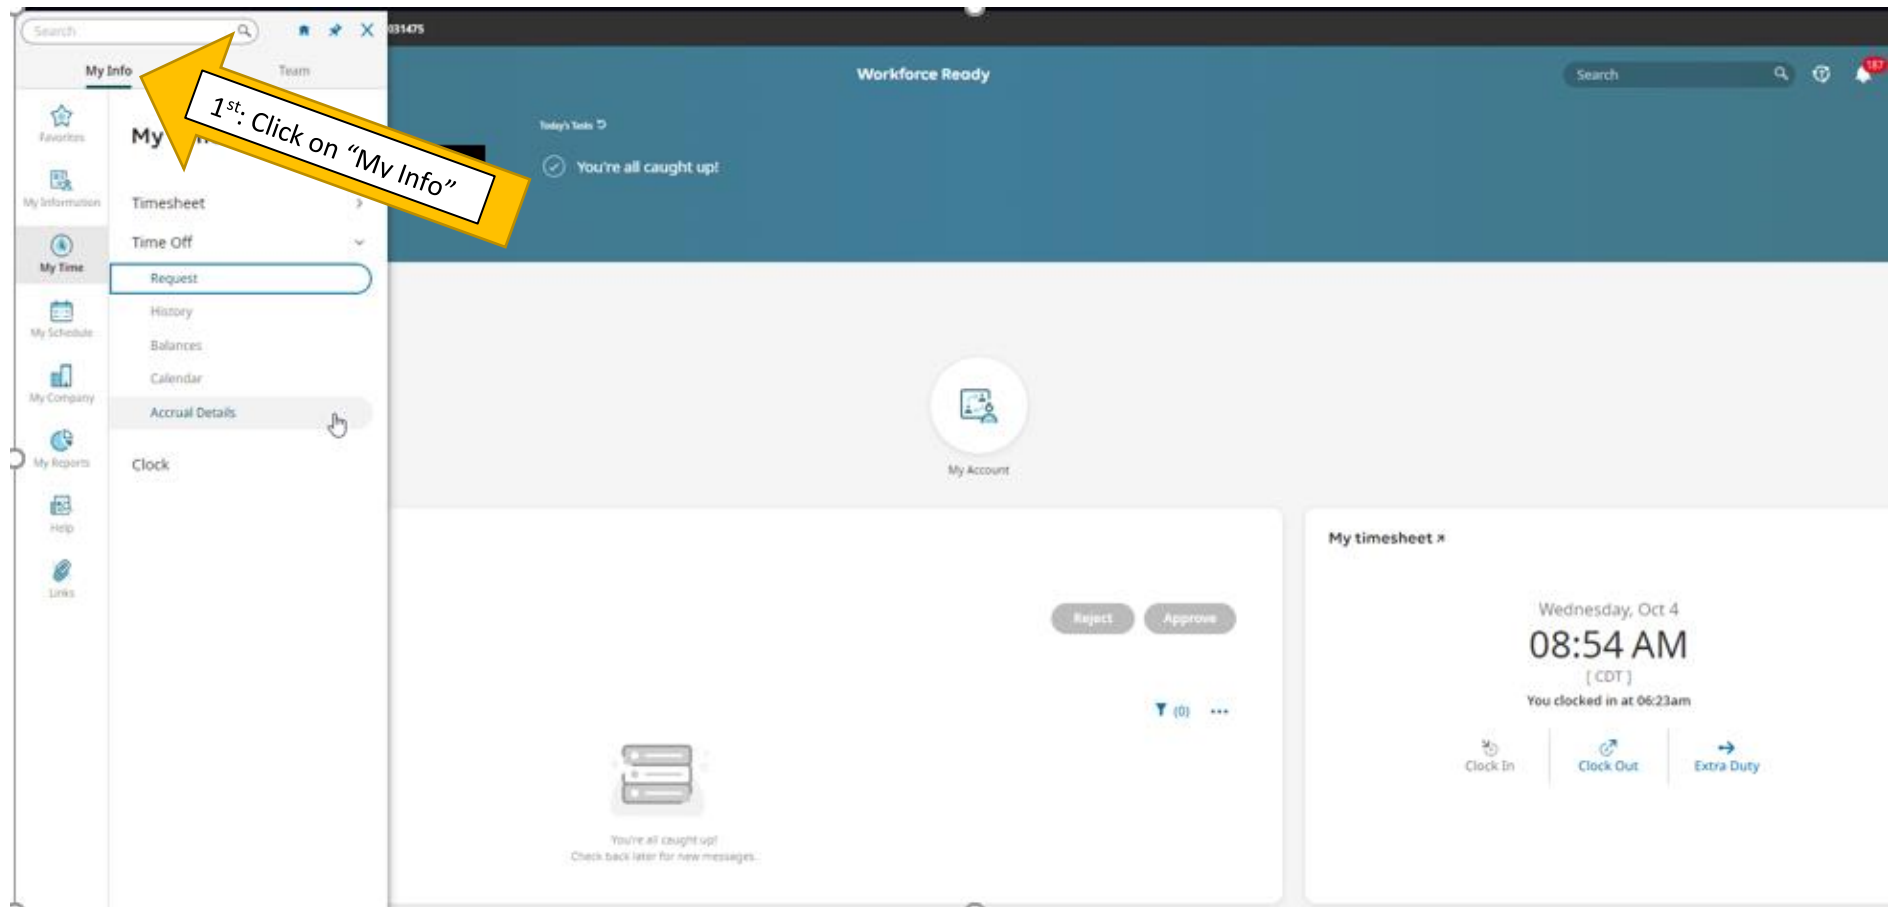 Search
031475
My Info
Team
Workforce Ready
Search
187
1st: Click on "My Info"
Favorites
My
Today's Tasks
You're all caught up!
My Information
Timesheet
Time Off
My Time
Request
History
My Schedule
Balances
Calendar
My Company
Accrual Details
My Reports
Clock
My Account
Help
Links
My timesheet
Reject
Approve
Wednesday, Oct 4
08:54 AM
[ CDT ]
You clocked in at 06:23am
(0)
Clock In
Clock Out
Extra Duty
You're all caught up!
Check back later for new messages.